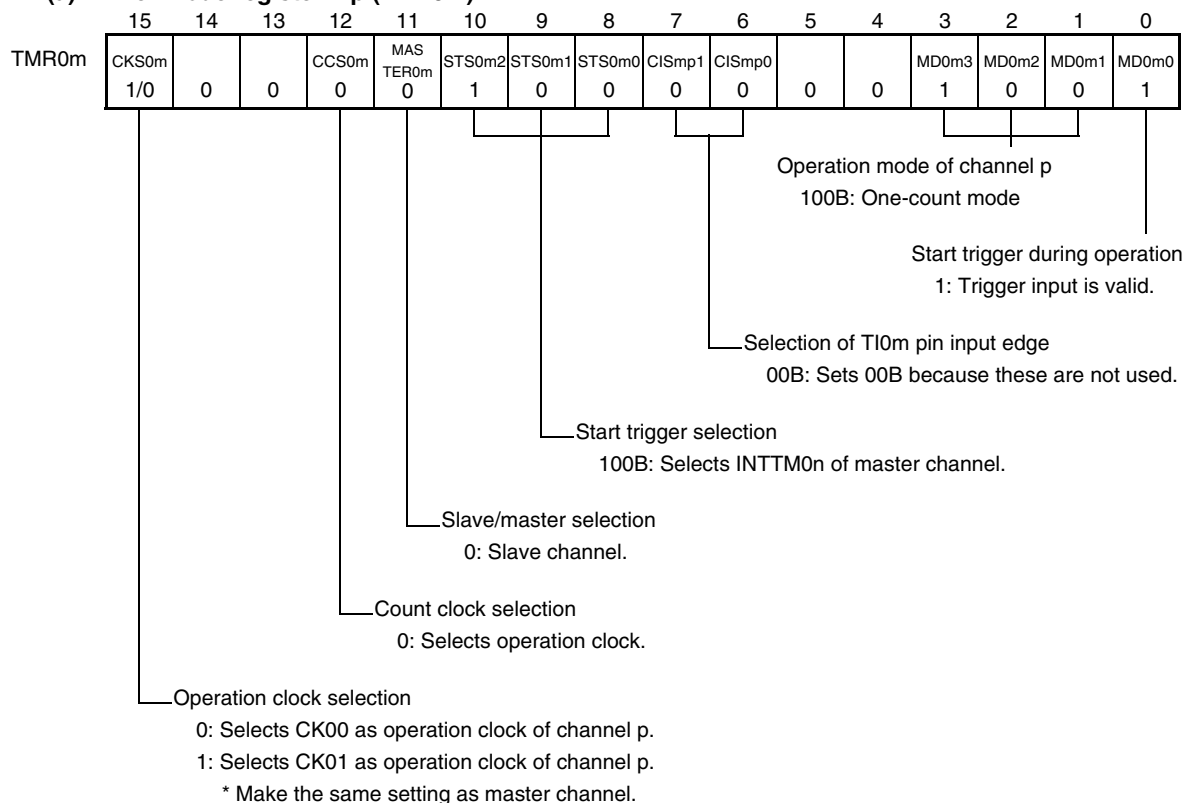 15 14 13 12 11 10 9 8 7 6 5 4 3 2 1 0
TMR0m CKS0m CCS0m MAS TER0m STS0m2 STS0m1 STS0m0 CISmp1 CISmp0 MD0m3 MD0m2 MD0m1 MD0m0
1/0 0 0 0 0 1 0 0 0 0 0 0 1 0 0 1
Operation mode of channel p
100B: One-count mode
Start trigger during operation
1: Trigger input is valid.
Selection of TI0m pin input edge
00B: Sets 00B because these are not used.
Start trigger selection
100B: Selects INTTM0n of master channel.
Slave/master selection
0: Slave channel.
Count clock selection
0: Selects operation clock.
Operation clock selection
0: Selects CK00 as operation clock of channel p.
1: Selects CK01 as operation clock of channel p.
* Make the same setting as master channel.